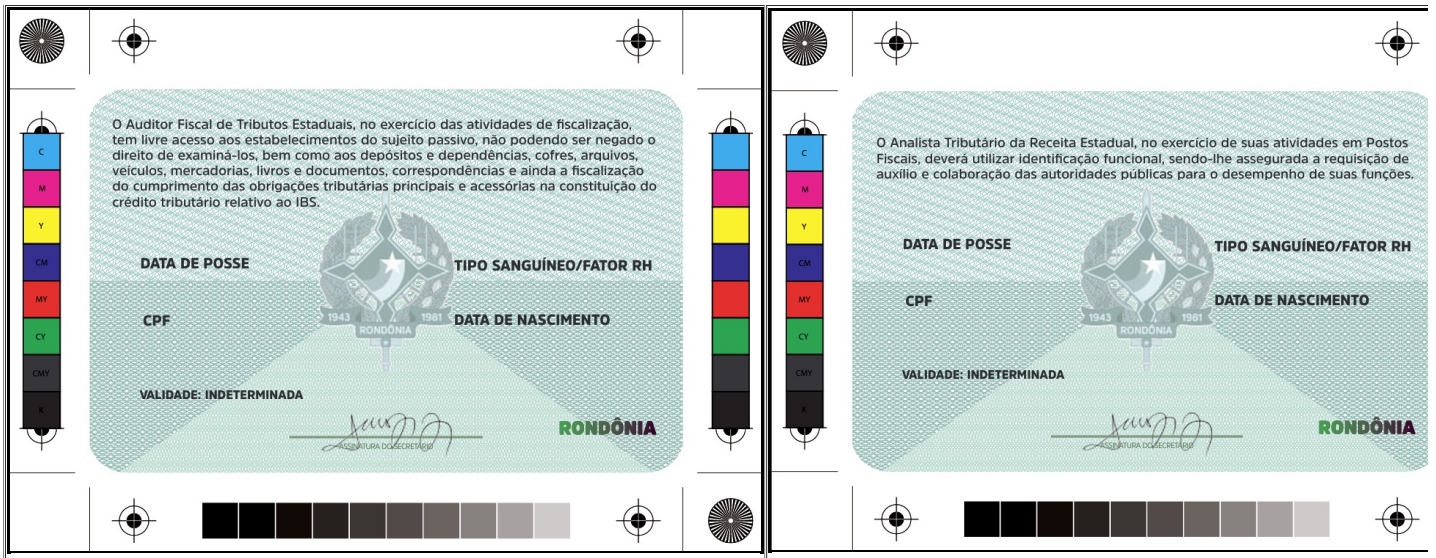 O Auditor Fiscal de Tributos Estaduais, no exercício das atividades de fiscalização,
tem livre acesso aos estabelecimentos do sujeito passivo, não podendo ser negado o
direito de examiná-los, bem como aos depósitos e dependências, cofres, arquivos,
veículos, mercadorias, livros e documentos, correspondências e ainda a fiscalização
do cumprimento das obrigações tributárias principais e acessórias na constituição do
crédito tributário relativo ao IBS.
C
M
Y
CM
MY
CY
CMY
K
DATA DE POSSE
TIPO SANGUÍNEO/FATOR RH
CPF
DATA DE NASCIMENTO
1943
1981
RONDÔNIA
VALIDADE: INDETERMINADA
ASSINATURA DO SECRETÁRIO
RONDÔNIA
O Analista Tributário da Receita Estadual, no exercício de suas atividades em Postos
Fiscais, deverá utilizar identificação funcional, sendo-lhe assegurada a requisição de
auxílio e colaboração das autoridades públicas para o desempenho de suas funções.
C
M
Y
CM
MY
CY
CMY
K
DATA DE POSSE
TIPO SANGUÍNEO/FATOR RH
CPF
DATA DE NASCIMENTO
1943
1981
RONDÔNIA
VALIDADE: INDETERMINADA
ASSINATURA DO SECRETÁRIO
RONDÔNIA